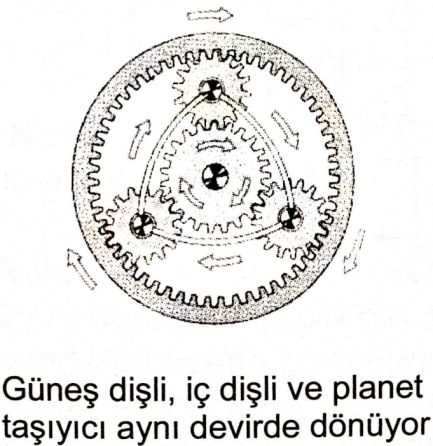 Güneş dişli, iç dişli ve planet
taşıyıcı aynı devirde dönüyor